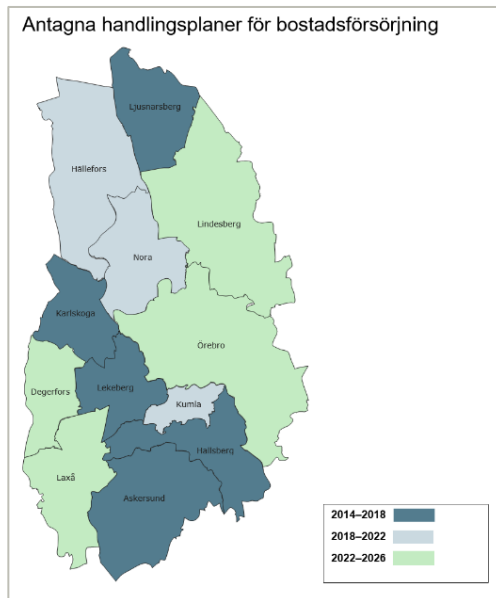 Antagna handlingsplaner för bostadsförsörjning
Ljusnarsberg
Hällefors
Lindesberg
Nora
Karlskoga
Örebro
Degerfors
Lekeberg
Kumla
Hallsberg
Laxå
Askersund
2014–2018
2018–2022
2022–2026